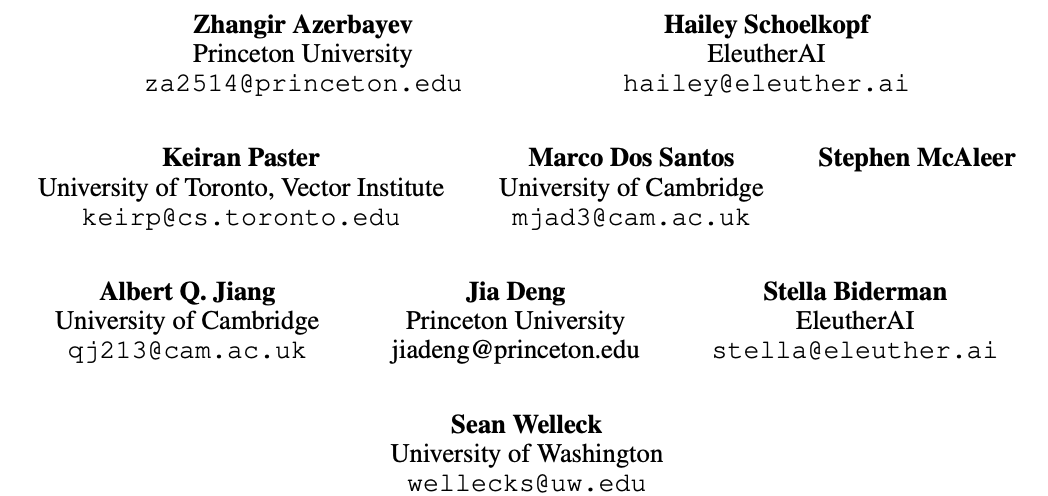 Zhangir Azerbayev
Princeton University
za2514@princeton.edu
Hailey Schoelkopf
EleutherAI
hailey@eleuther.ai
Keiran Paster
University of Toronto, Vector Institute
keirp@cs.toronto.edu
Marco Dos Santos
University of Cambridge
mjad3@cam.ac.uk
Stephen McAleer
Albert Q. Jiang
University of Cambridge
qj213@cam.ac.uk
Jia Deng
Princeton University
jiadeng@princeton.edu
Stella Biderman
EleutherAI
stella@eleuther.ai
Sean Welleck
University of Washington
wellecks@uw.edu